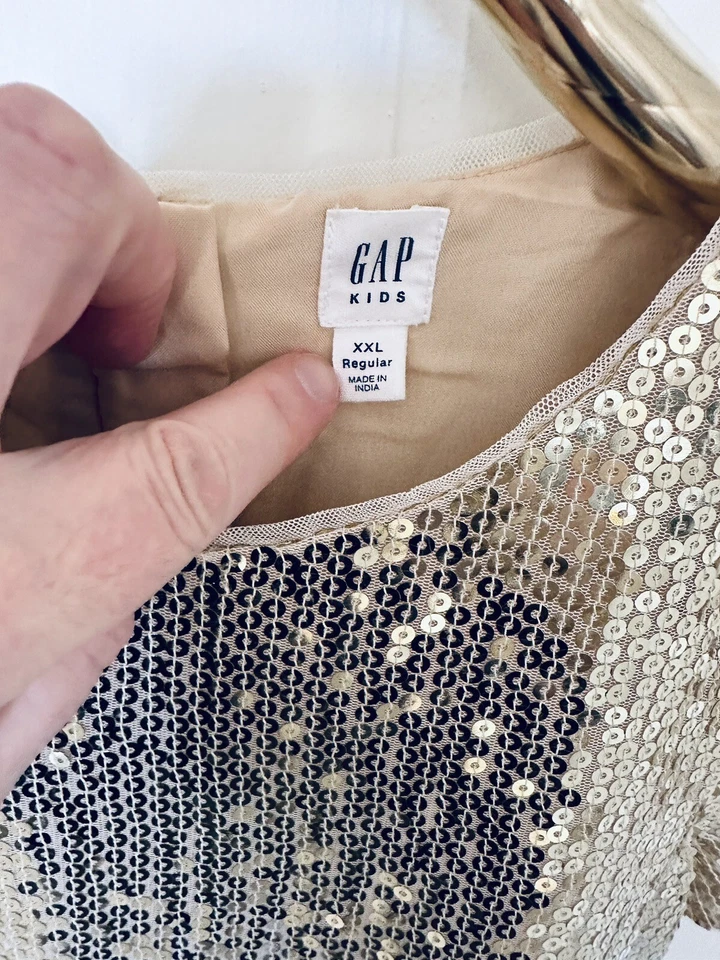 GAP
KIDS
XXL
Regular
MADE IN
INDIA